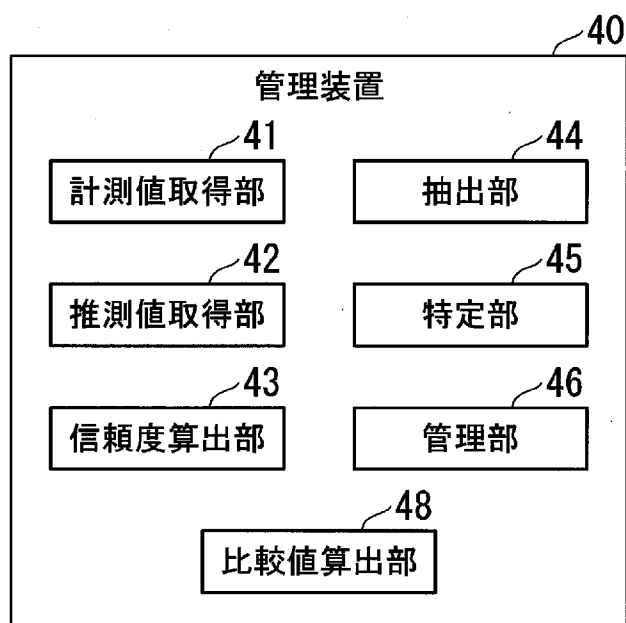 40
管理装置
41
計測値取得部
44
抽出部
42
推測値取得部
45
特定部
43
信頼度算出部
46
管理部
48
比較値算出部